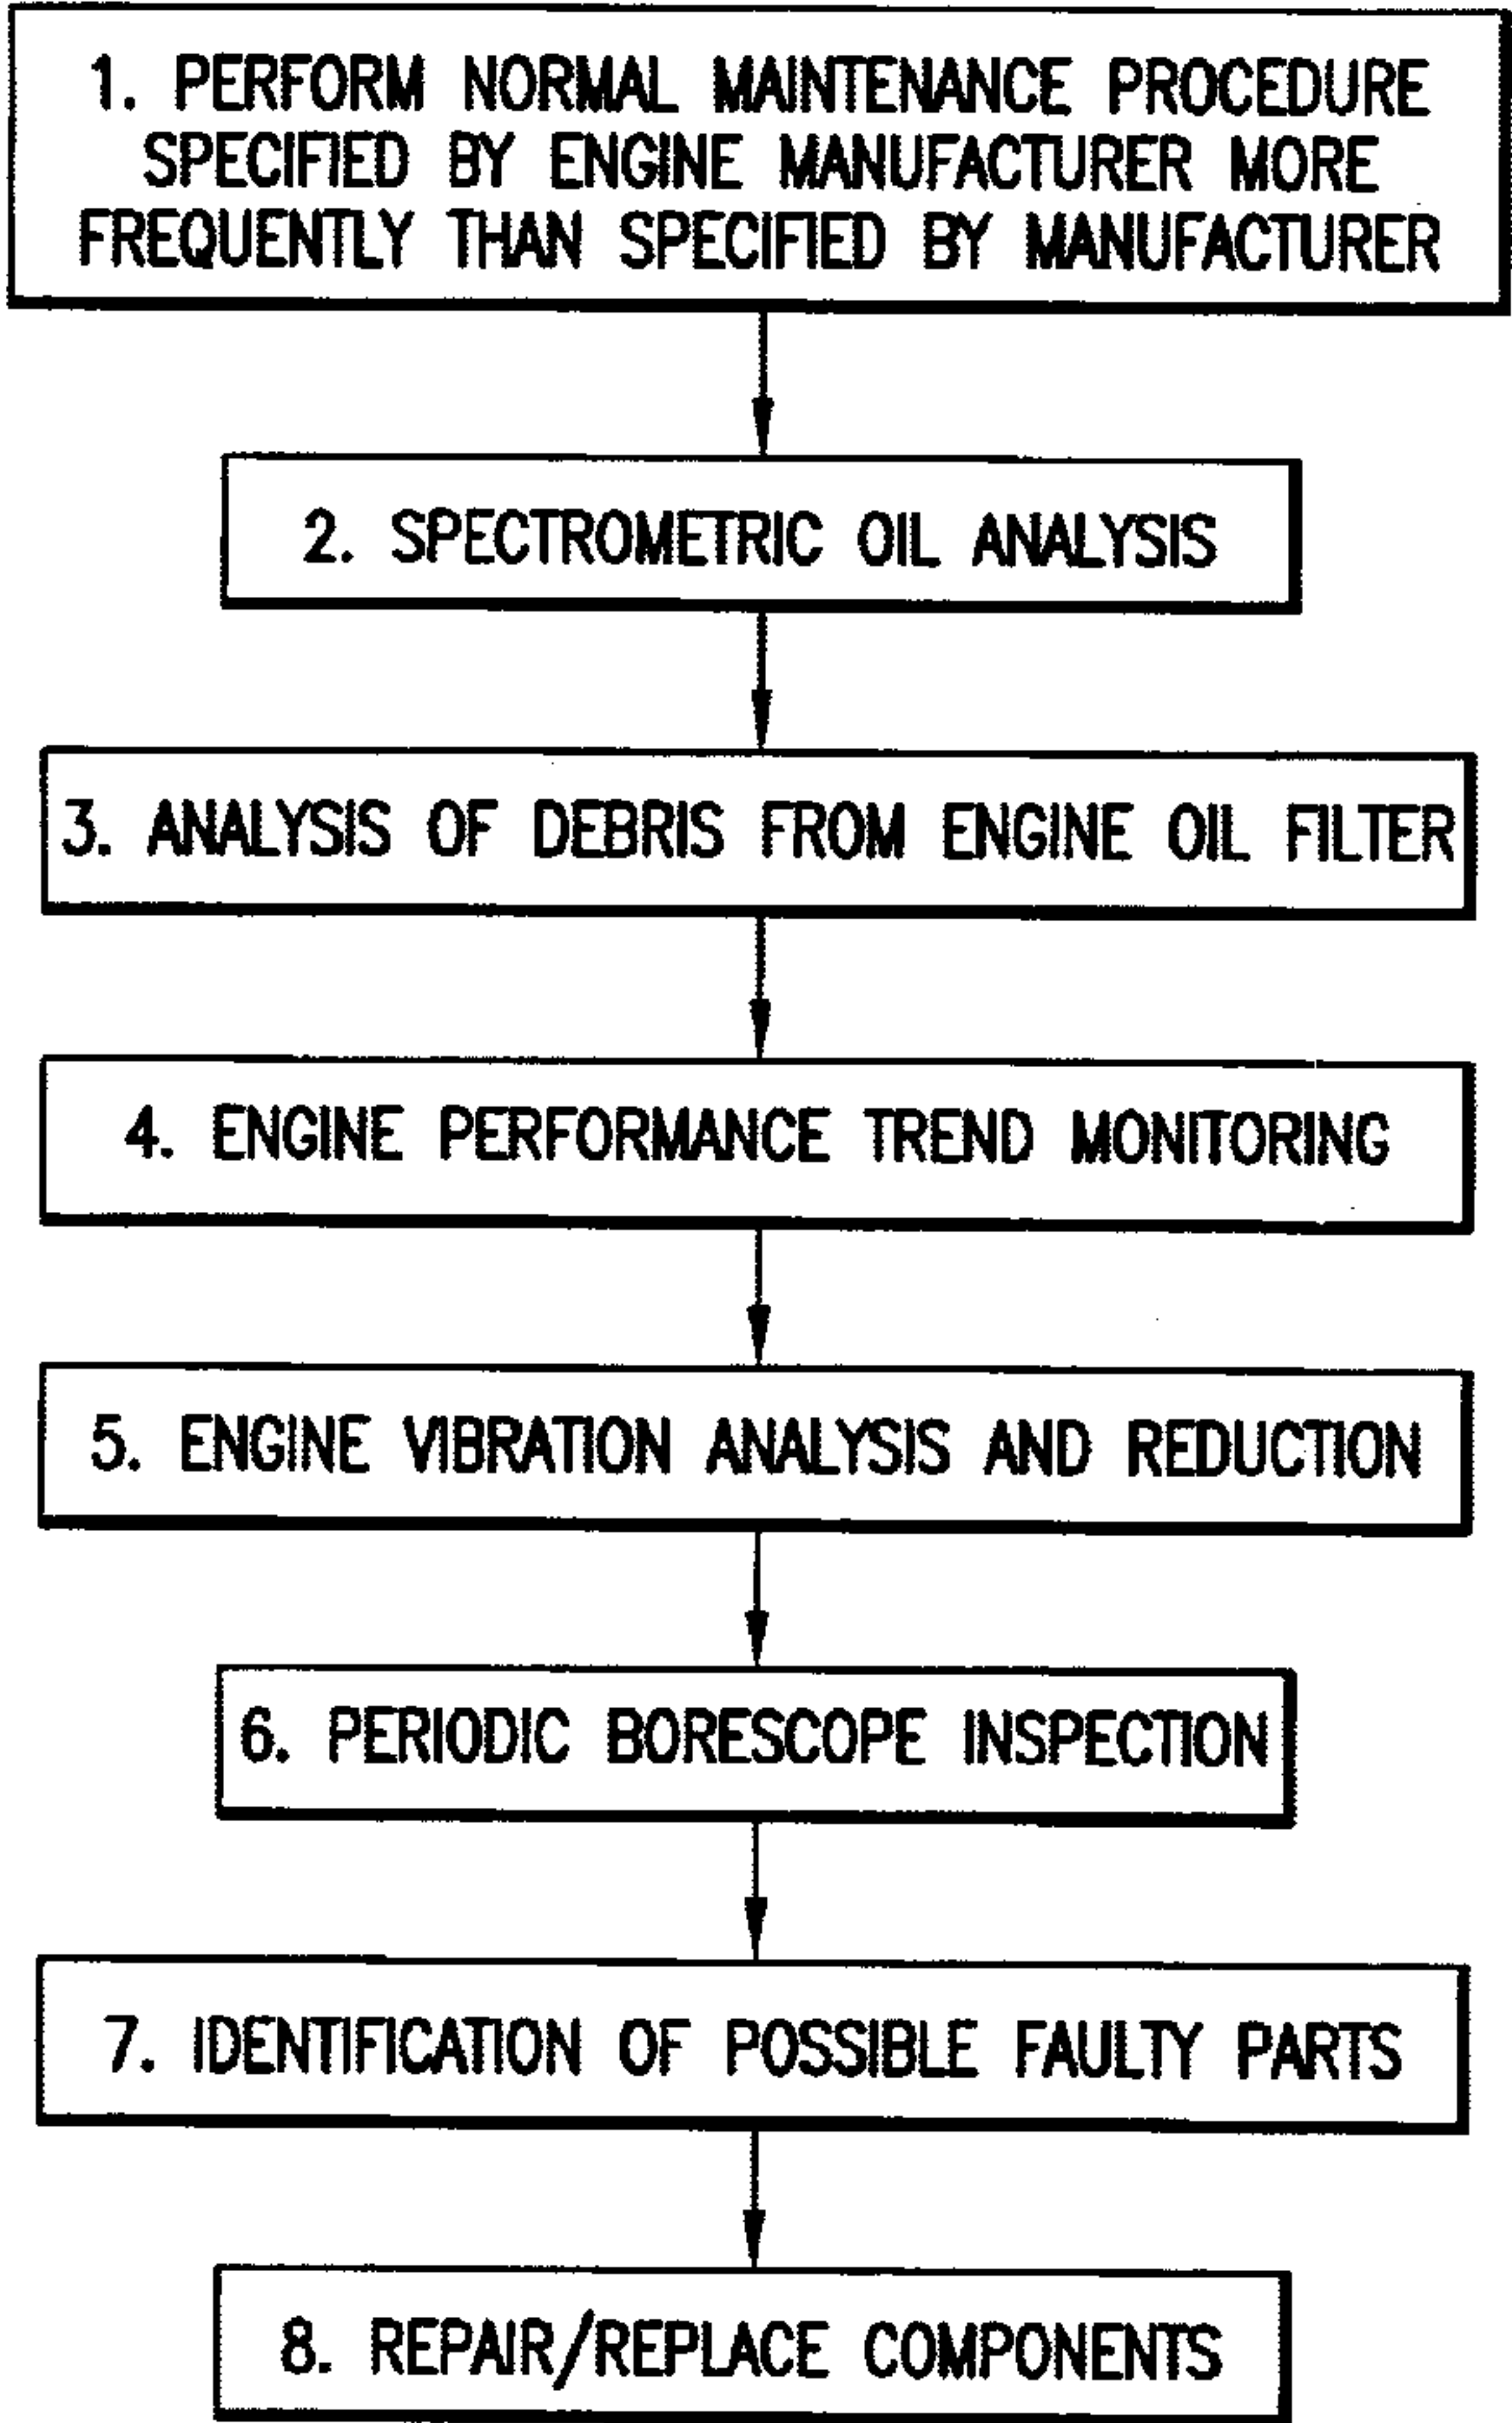 1. PERFORM NORMAL MAINTENANCE PROCEDURE
SPECIFIED BY ENGINE MANUFACTURER MORE
FREQUENTLY THAN SPECIFIED BY MANUFACTURER
2. SPECTROMETRIC OIL ANALYSIS
3. ANALYSIS OF DEBRIS FROM ENGINE OIL FILTER
4. ENGINE PERFORMANCE TREND MONITORING
5. ENGINE VIBRATION ANALYSIS AND REDUCTION
6. PERIODIC BORESCOPE INSPECTION
7. IDENTIFICATION OF POSSIBLE FAULTY PARTS
8. REPAIR/REPLACE COMPONENTS